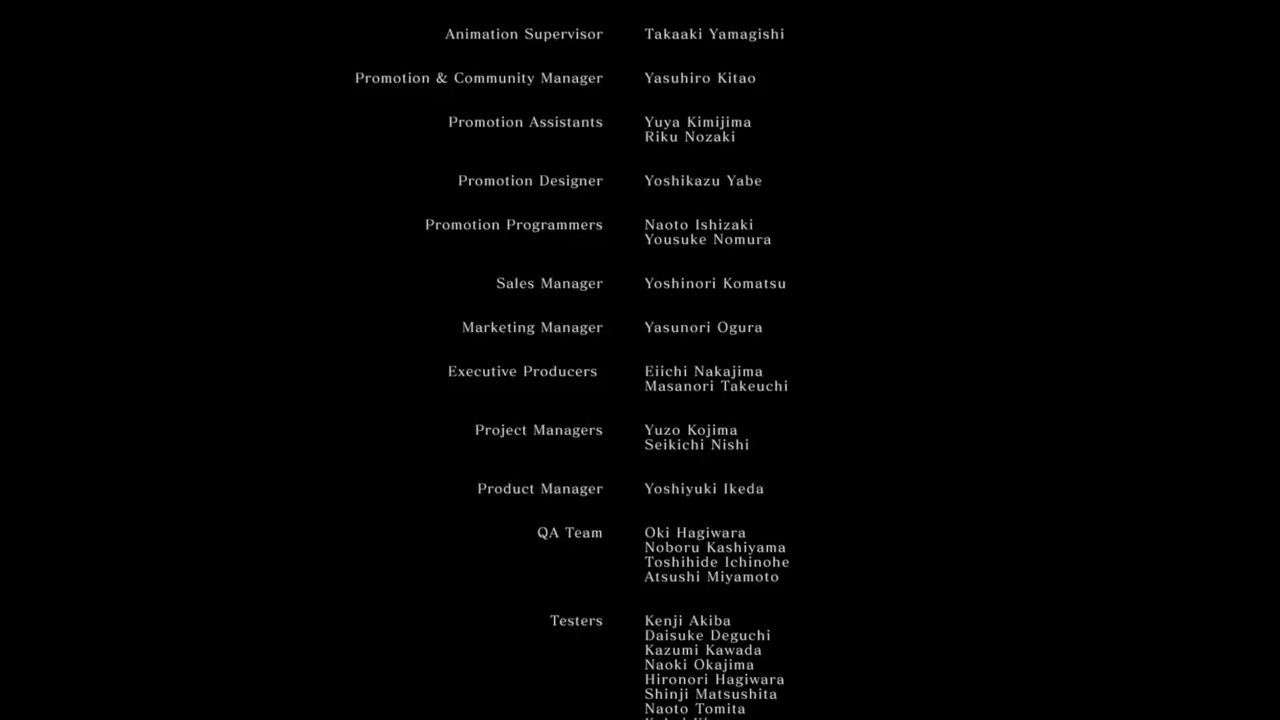 Animation Supervisor Takaaki Yamagishi
Promotion & Community Manager Yasuhiro Kitao
Promotion Assistants Yuya Kimijima
Riku Nozaki
Promotion Designer Yoshikazu Yabe
Promotion Programmers Naoto Ishizaki
Yousuke Nomura
Sales Manager Yoshinori Komatsu
Marketing Manager Yasunori Ogura
Executive Producers Eiichi Nakajima
Masanori Takeuchi
Project Managers Yuzo Kojima
Seikichi Nishi
Product Manager Yoshiyuki Ikeda
QA Team Oki Hagiwara
Noboru Kashiyama
Toshihide Ichinohe
Atsushi Miyamoto
Testers Kenji Akiba
Daisuke Deguchi
Kazumi Kawada
Naoki Okajima
Hironori Hagiwara
Shinji Matsushita
Naoto Tomita